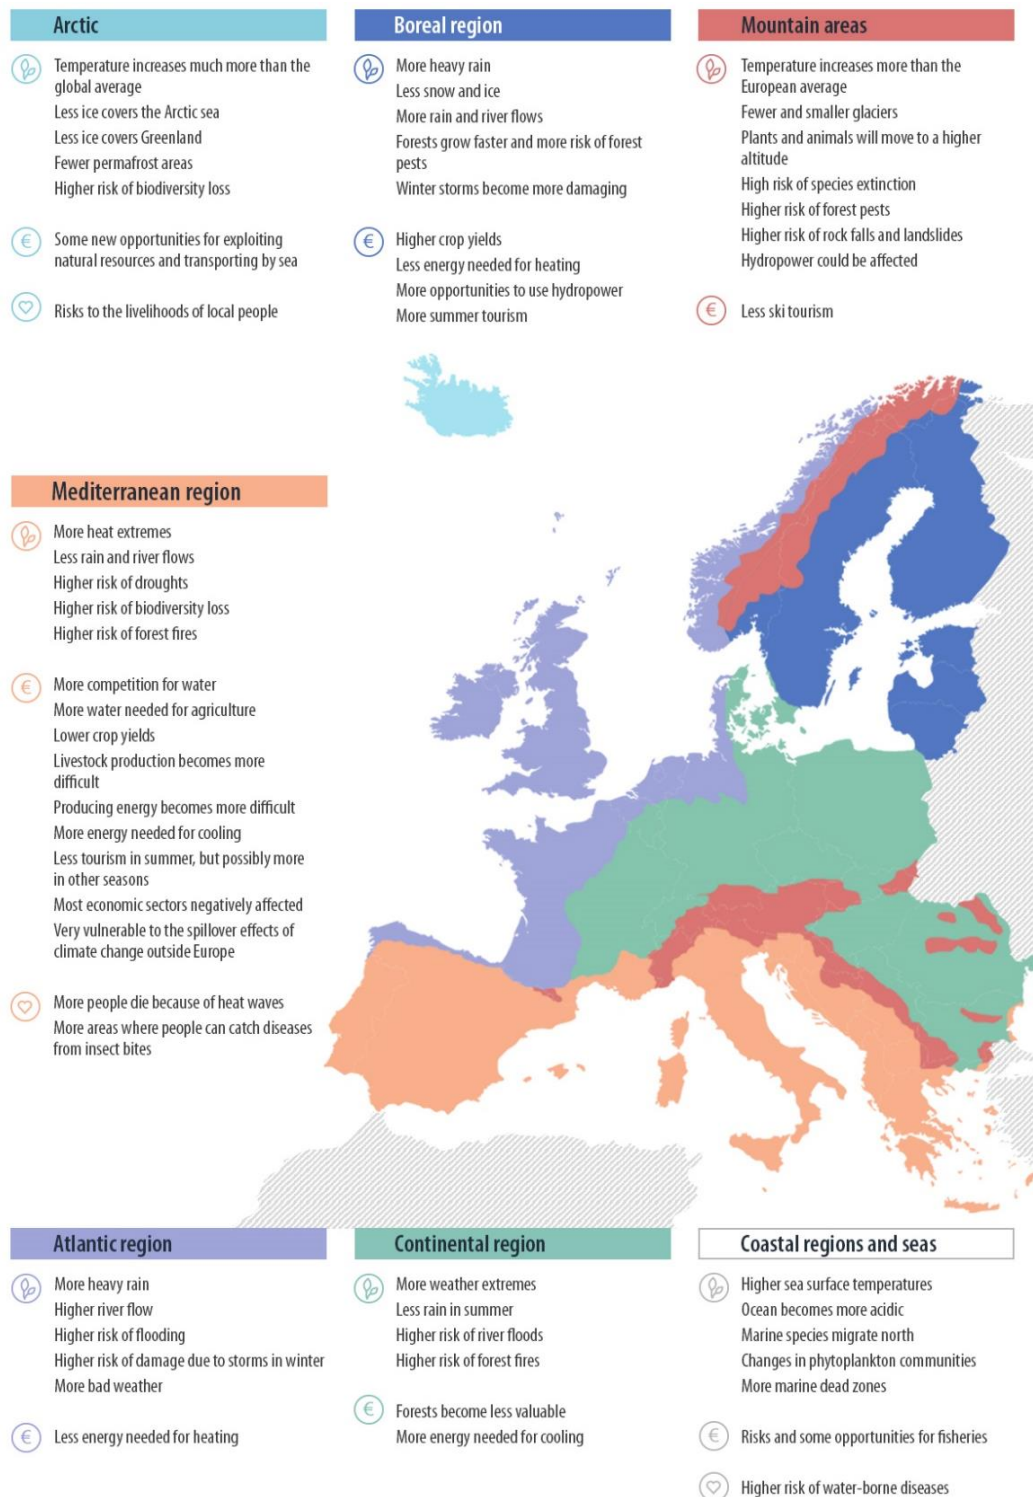 Arctic
Temperature increases much more than the
global average
Less ice covers the Arctic sea
Less ice covers Greenland
Fewer permafrost areas
Higher risk of biodiversity loss
€
Some new opportunities for exploiting
natural resources and transporting by sea
Risks to the livelihoods of local people
Boreal region
More heavy rain
Less snow and ice
More rain and river flows
Forests grow faster and more risk of forest
pests
Winter storms become more damaging
€
Higher crop yields
Less energy needed for heating
More opportunities to use hydropower
More summer tourism
Mountain areas
Temperature increases more than the
European average
Fewer and smaller glaciers
Plants and animals will move to a higher
altitude
High risk of species extinction
Higher risk of forest pests
Higher risk of rock falls and landslides
Hydropower could be affected
€
Less ski tourism
Mediterranean region
More heat extremes
Less rain and river flows
Higher risk of droughts
Higher risk of biodiversity loss
Higher risk of forest fires
€
More competition for water
More water needed for agriculture
Lower crop yields
Livestock production becomes more
difficult
Producing energy becomes more difficult
More energy needed for cooling
Less tourism in summer, but possibly more
in other seasons
Most economic sectors negatively affected
Very vulnerable to the spillover effects of
climate change outside Europe
More people die because of heat waves
More areas where people can catch diseases
from insect bites
Atlantic region
More heavy rain
Higher river flow
Higher risk of flooding
Higher risk of damage due to storms in winter
More bad weather
€
Less energy needed for heating
Continental region
More weather extremes
Less rain in summer
Higher risk of river floods
Higher risk of forest fires
€
Forests become less valuable
More energy needed for cooling
Coastal regions and seas
Higher sea surface temperatures
Ocean becomes more acidic
Marine species migrate north
Changes in phytoplankton communities
More marine dead zones
€
Risks and some opportunities for fisheries
Higher risk of water-borne diseases